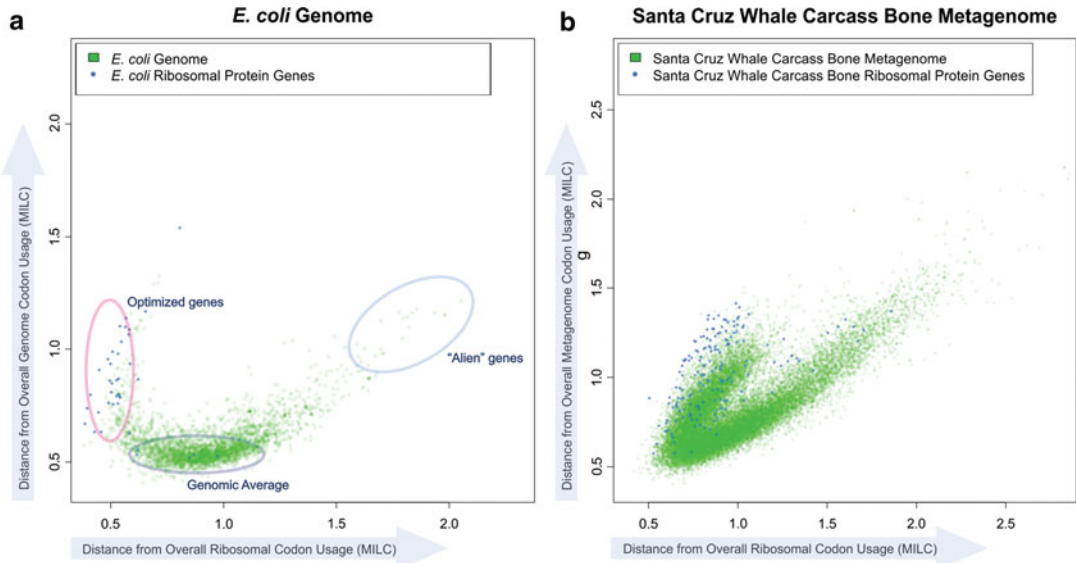 a
E. coli Genome
E. coli Genome
E. coli Ribosomal Protein Genes
Distance from Overall Genome Codon Usage (MILC)
2.0
1.5
1.0
0.5
Optimized genes
"Alien" genes
Genomic Average
0.5 1.0 1.5 2.0
Distance from Overall Ribosomal Codon Usage (MILC)
b
Santa Cruz Whale Carcass Bone Metagenome
Santa Cruz Whale Carcass Bone Metagenome
Santa Cruz Whale Carcass Bone Ribosomal Protein Genes
Distance from Overall Metagenome Codon Usage (MILC)
g
2.5
2.0
1.5
1.0
0.5
0.5 1.0 1.5 2.0 2.5
Distance from Overall Ribosomal Codon Usage (MILC)